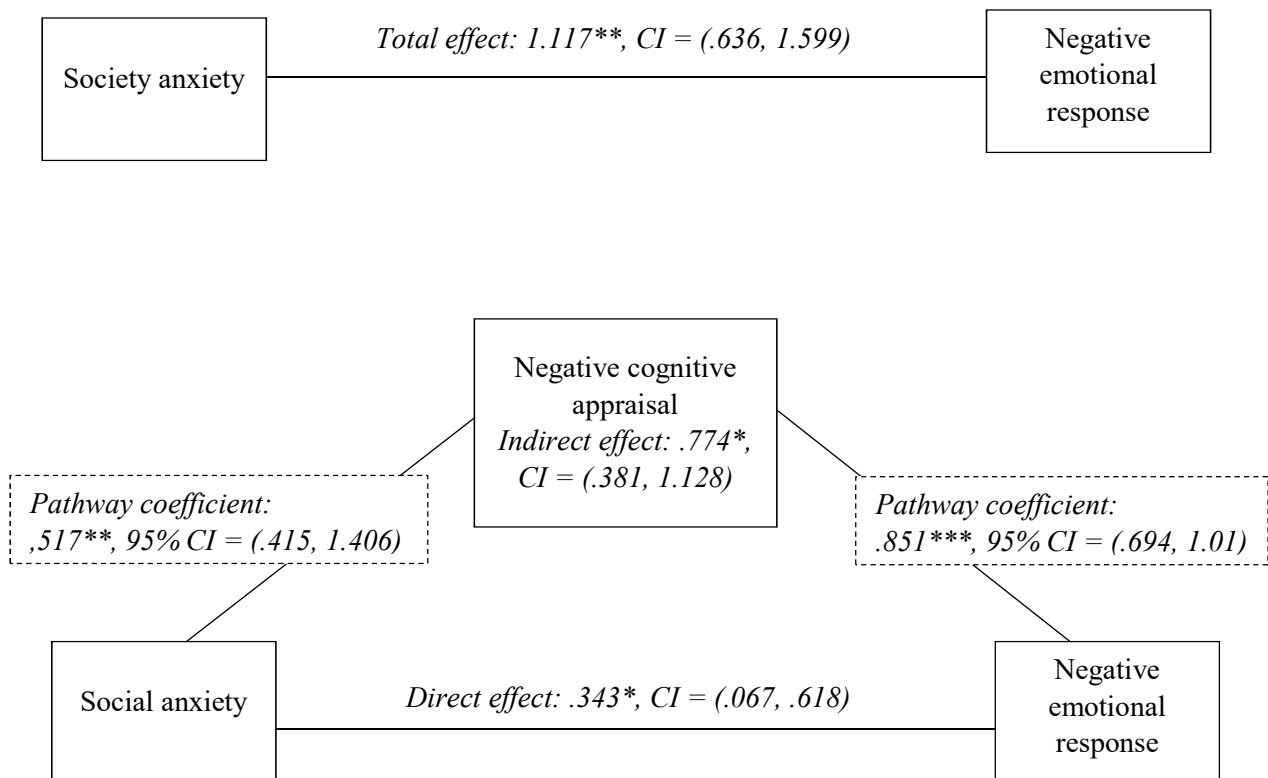 Total effect: 1.117**, CI = (.636, 1.599)
Society anxiety
Negative
emotional
response
Negative cognitive
appraisal
Indirect effect: .774*,
CI = (.381, 1.128)
Pathway coefficient:
,517**, 95% CI = (.415, 1.406)
Pathway coefficient:
.851***, 95% CI = (.694, 1.01)
Social anxiety
Direct effect: .343*, CI = (.067, .618)
Negative
emotional
response